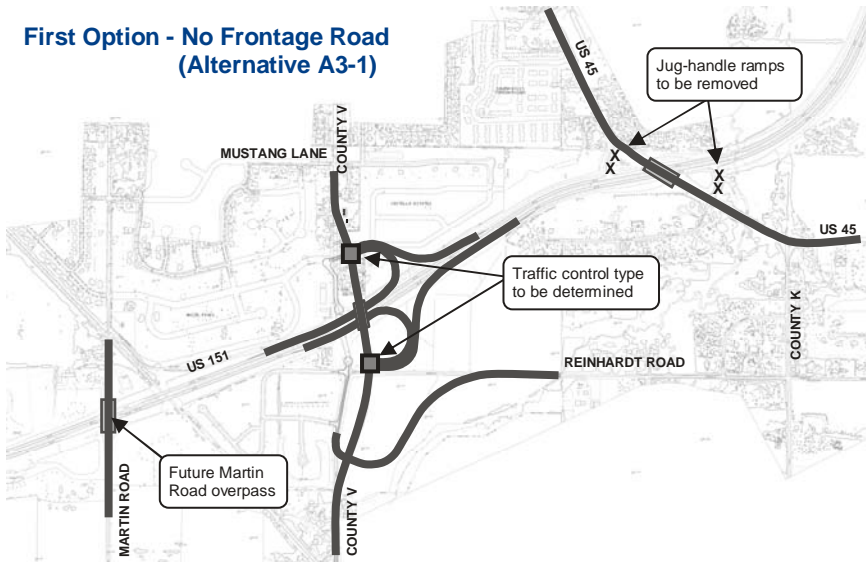 First Option - No Frontage Road
(Alternative A3-1)
US 45
Jug-handle ramps
to be removed
COUNTY V
MUSTANG LANE
X
X
X
X
US 45
Traffic control type
to be determined
COUNTY K
US 151
REINHARDT ROAD
Future Martin
Road overpass
MARTIN ROAD
COUNTY V